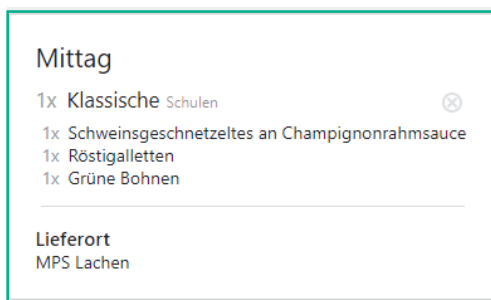 Mittag
1x Klassische Schulen
1x Schweinsgeschnetzeltes an Champignonrahmsauce
1x Röstigalletten
1x Grüne Bohnen
Lieferort
MPS Lachen